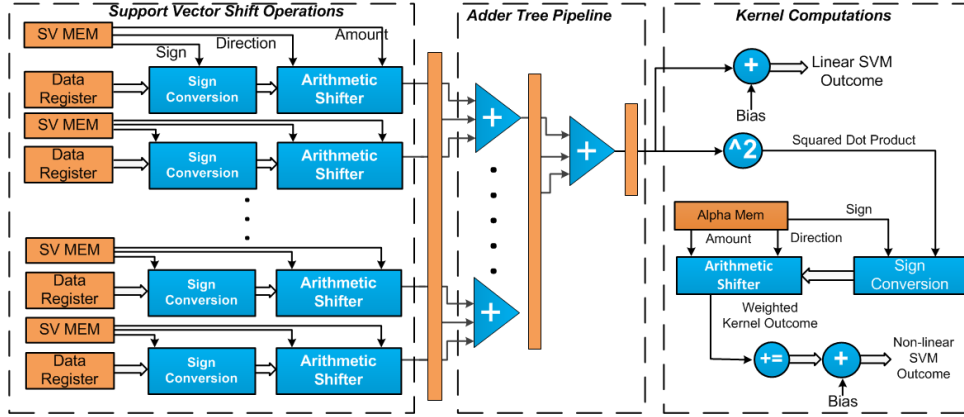 Support Vector Shift Operations
SV MEM
Sign
Direction
Amount
Data
Register
Sign
Conversion
Arithmetic
Shifter
SV MEM
Data
Register
Sign
Conversion
Arithmetic
Shifter
SV MEM
Data
Register
Sign
Conversion
Arithmetic
Shifter
SV MEM
Data
Register
Sign
Conversion
Arithmetic
Shifter
Adder Tree Pipeline
+
+
+
Kernel Computations
+
Linear SVM
Outcome
Bias
^2
Squared Dot Product
Alpha Mem
Sign
Amount
Direction
Arithmetic
Shifter
Sign
Conversion
Weighted
Kernel Outcome
+=
+
Non-linear
SVM
Outcome
Bias